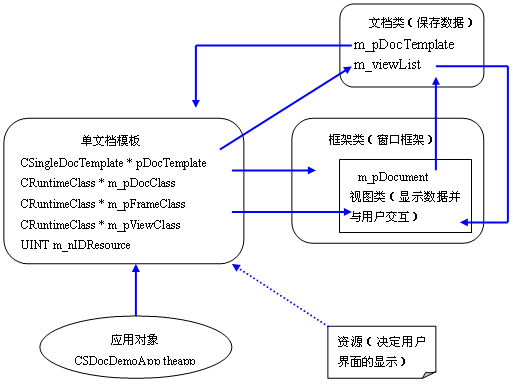 文档类（保存数据）
m_pDocTemplate
m_viewList
单文档模板
CSingleDocTemplate * pDocTemplate
CRuntimeClass * m_pDocClass
CRuntimeClass * m_pFrameClass
CRuntimeClass * m_pViewClass
UINT m_nIDResource
框架类（窗口框架）
m_pDocument
视图类（显示数据并
与用户交互）
应用对象
CSDocDemoApp theapp
资源（决定用户
界面的显示）